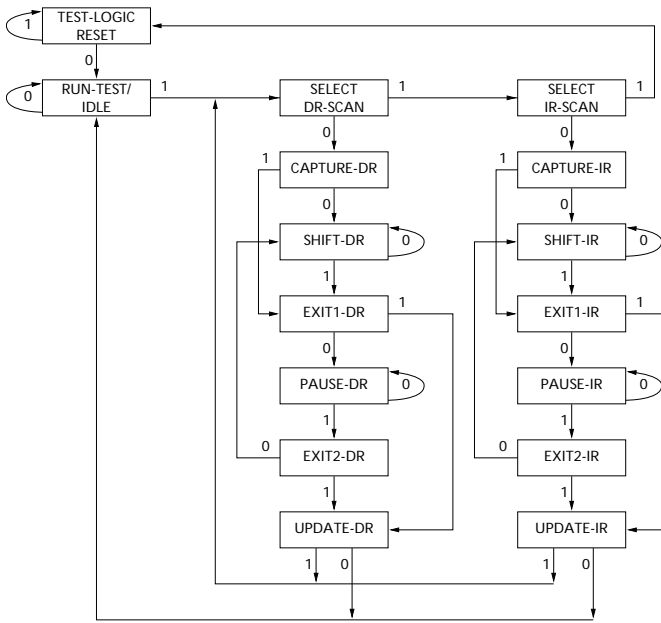 TEST-LOGIC
RESET
1
0
RUN-TEST/
IDLE
0
1
SELECT
DR-SCAN
1
SELECT
IR-SCAN
1
0
0
1
CAPTURE-DR
1
CAPTURE-IR
0
0
SHIFT-DR
0
SHIFT-IR
0
1
1
EXIT1-DR
1
EXIT1-IR
1
0
0
PAUSE-DR
0
PAUSE-IR
0
1
1
0
EXIT2-DR
0
EXIT2-IR
1
1
UPDATE-DR
UPDATE-IR
1
0
1
0